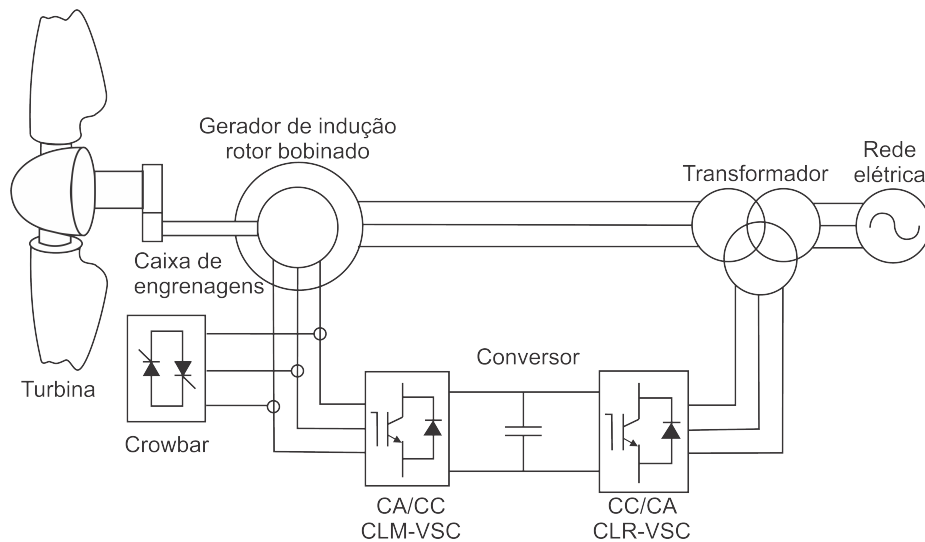 Gerador de indução
rotor bobinado
Transformador
Rede
elétrica
Caixa de
engrenagens
Turbina
Crowbar
Conversor
CA/CC
CLM-VSC
CC/CA
CLR-VSC